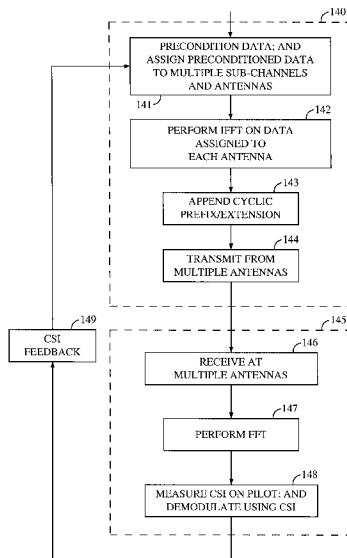 140
PRECONDITION DATA; AND
ASSIGN PRECONDITIONED DATA
TO MULTIPLE SUB-CHANNELS
AND ANTENNAS
141
142
PERFORM IFFT ON DATA
ASSIGNED TO
EACH ANTENNA
143
APPEND CYCLIC
PREFIX/EXTENSION
144
TRANSMIT FROM
MULTIPLE ANTENNAS
145
149
CSI
FEEDBACK
146
RECEIVE AT
MULTIPLE ANTENNAS
147
PERFORM FFT
148
MEASURE CSI ON PILOT; AND
DEMODULATE USING CSI